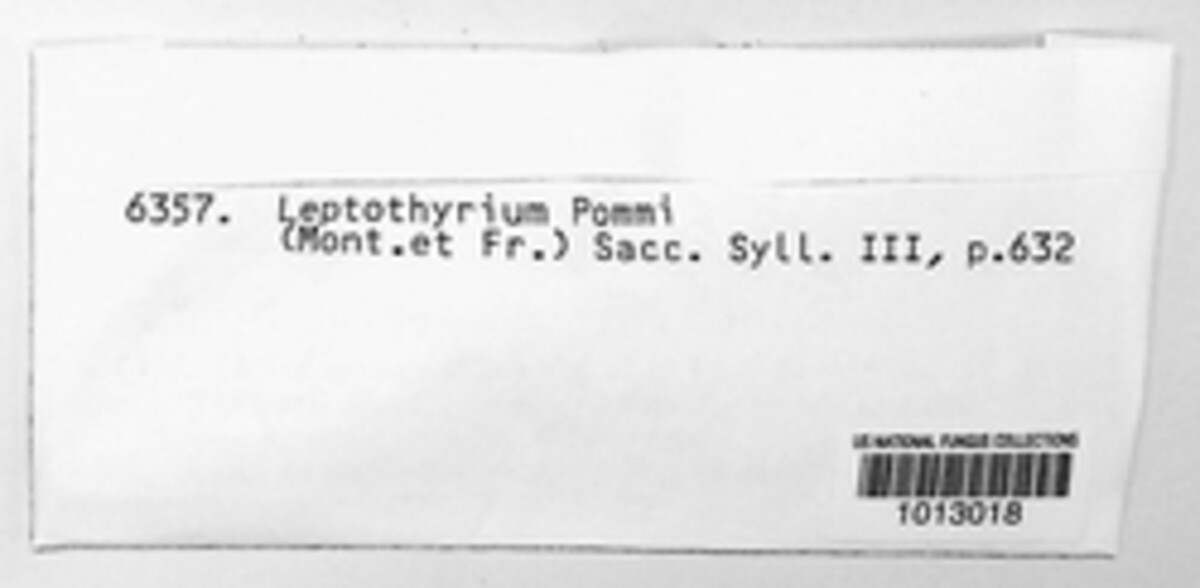 6357. Leptothyrium Pommi
(Mont.et Fr.) Sacc. Syll. III, p.632
US NATIONAL FUNGUS COLLECTIONS
1013018